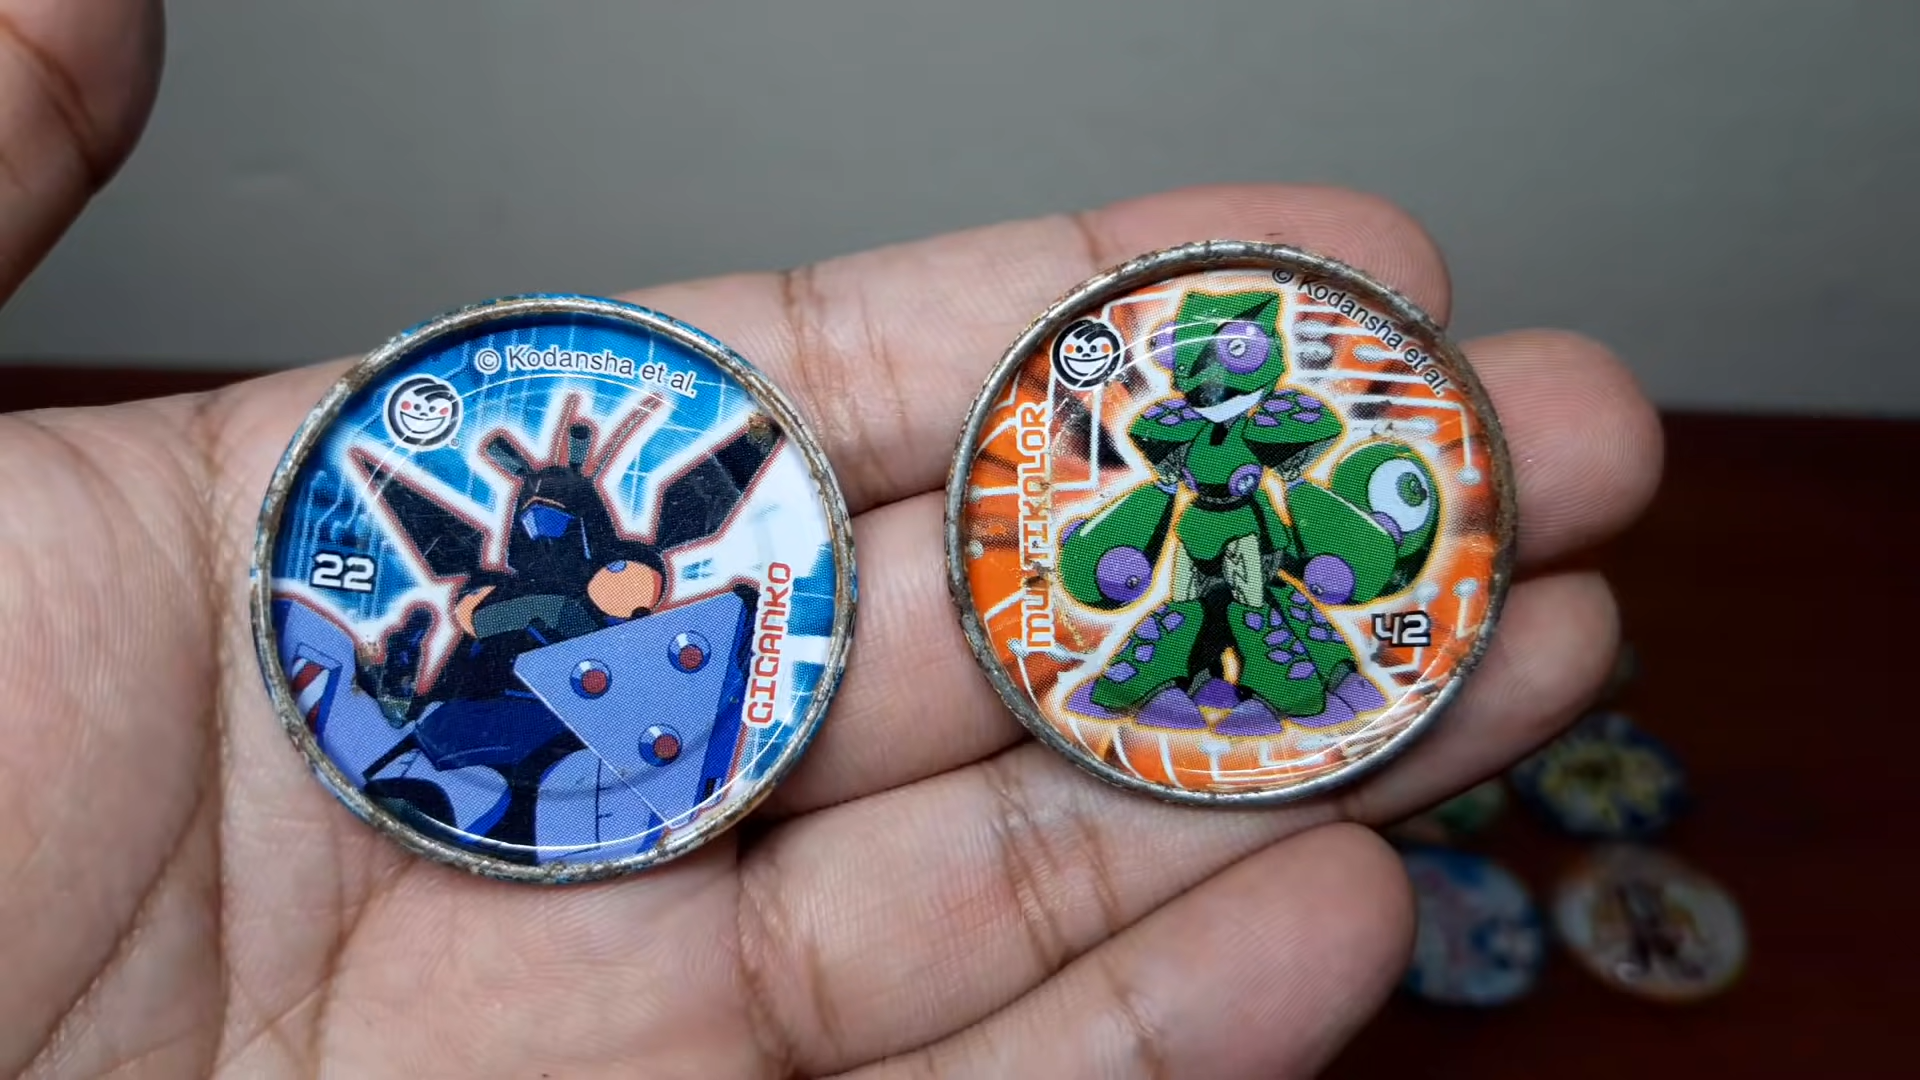 © Kodansha et al.
22
GIGANKO
© Kodansha et al.
MULTIKOLOR
42